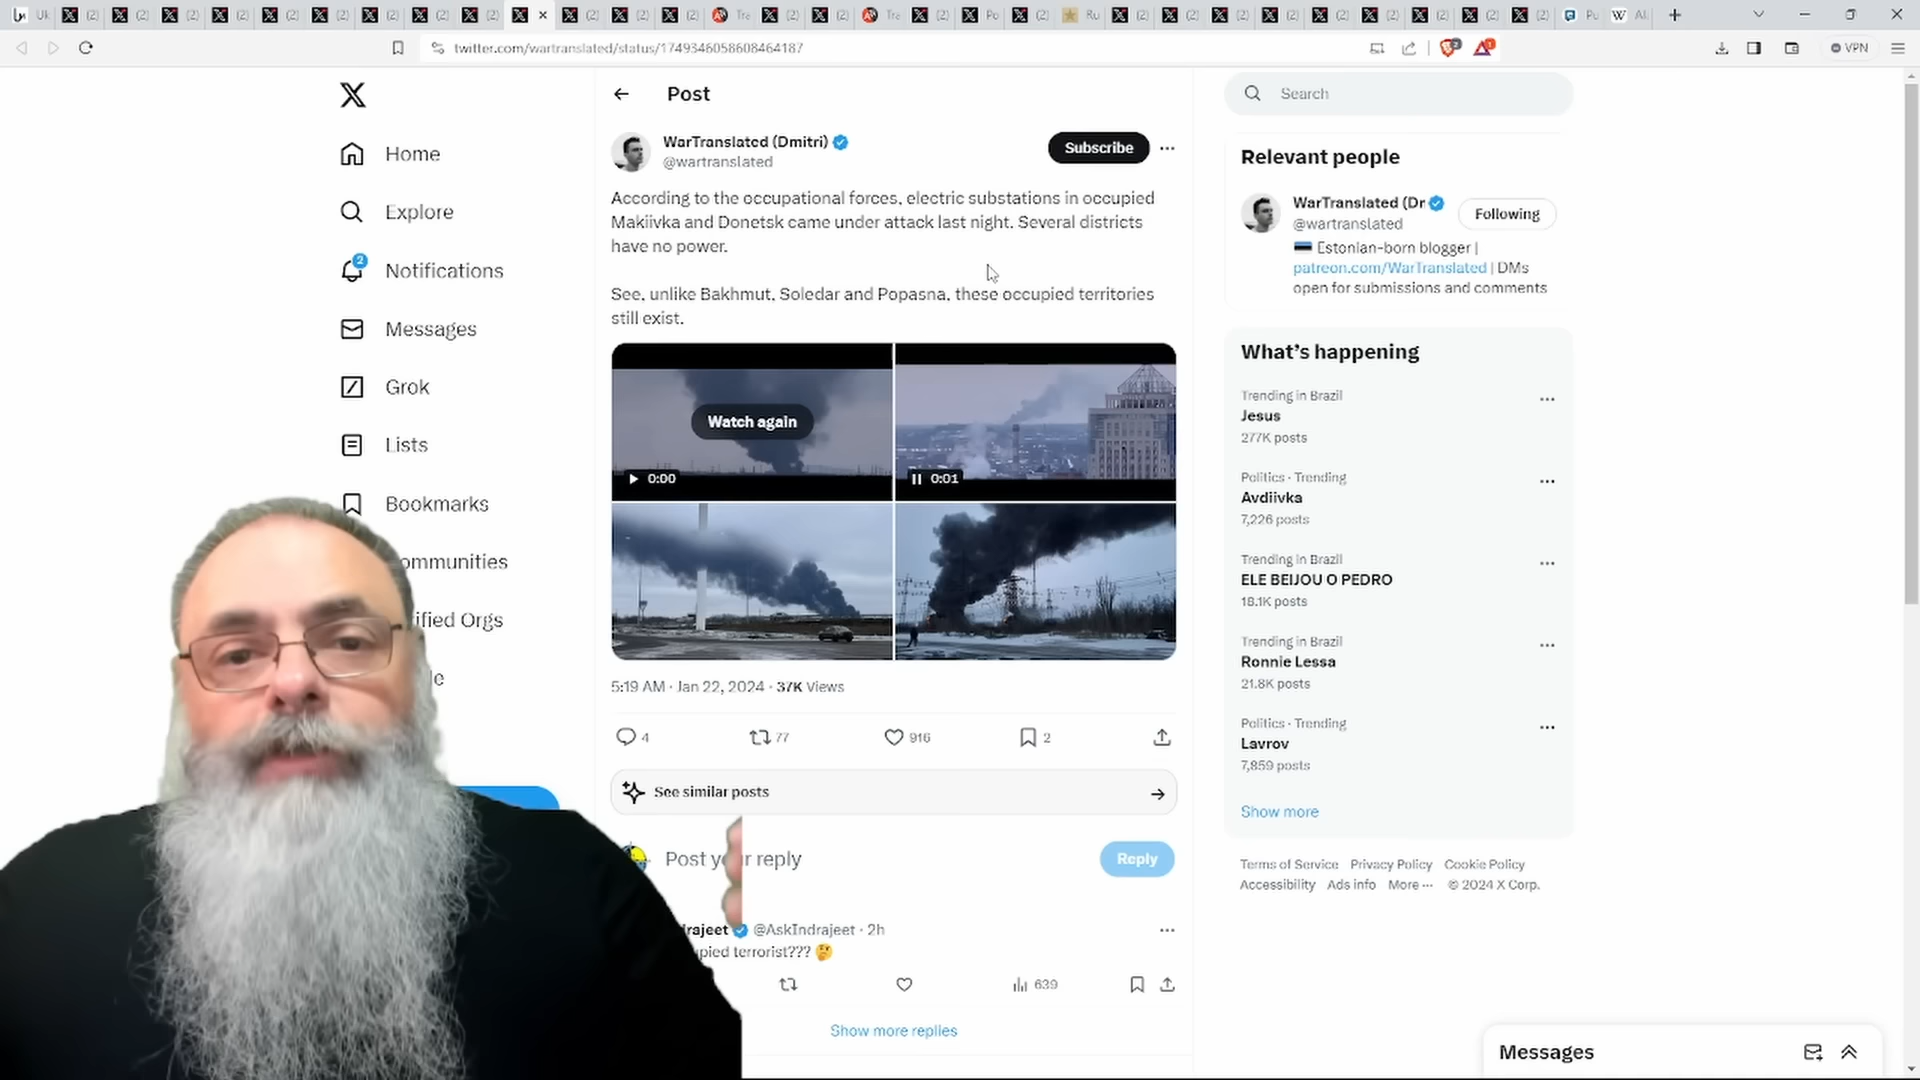 twitter.com/wartranslated/status/1749346058608464187
VPN
Home
Explore
2
Notifications
Messages
Grok
Lists
Bookmarks
ommunities
ified Orgs
le
Post
WarTranslated (Dmitri)
@wartranslated
Subscribe
According to the occupational forces, electric substations in occupied
Makiivka and Donetsk came under attack last night. Several districts
have no power.
See, unlike Bakhmut, Soledar and Popasna, these occupied territories
still exist.
Watch again
0:00
0:01
5:19 AM · Jan 22, 2024 · 37K Views
4
77
916
2
See similar posts
Post your reply
Reply
drajeet @AskIndrajeet · 2h
pied terrorist??? 🤔
639
Show more replies
Search
Relevant people
WarTranslated (Dr
@wartranslated
Following
Estonian-born blogger |
patreon.com/WarTranslated | DMs
open for submissions and comments
What's happening
Trending in Brazil
Jesus
277K posts
Politics · Trending
Avdiivka
7,226 posts
Trending in Brazil
ELE BEIJOU O PEDRO
18.1K posts
Trending in Brazil
Ronnie Lessa
21.8K posts
Politics · Trending
Lavrov
7,859 posts
Show more
Terms of Service Privacy Policy Cookie Policy
Accessibility Ads info More ··· © 2024 X Corp.
Messages